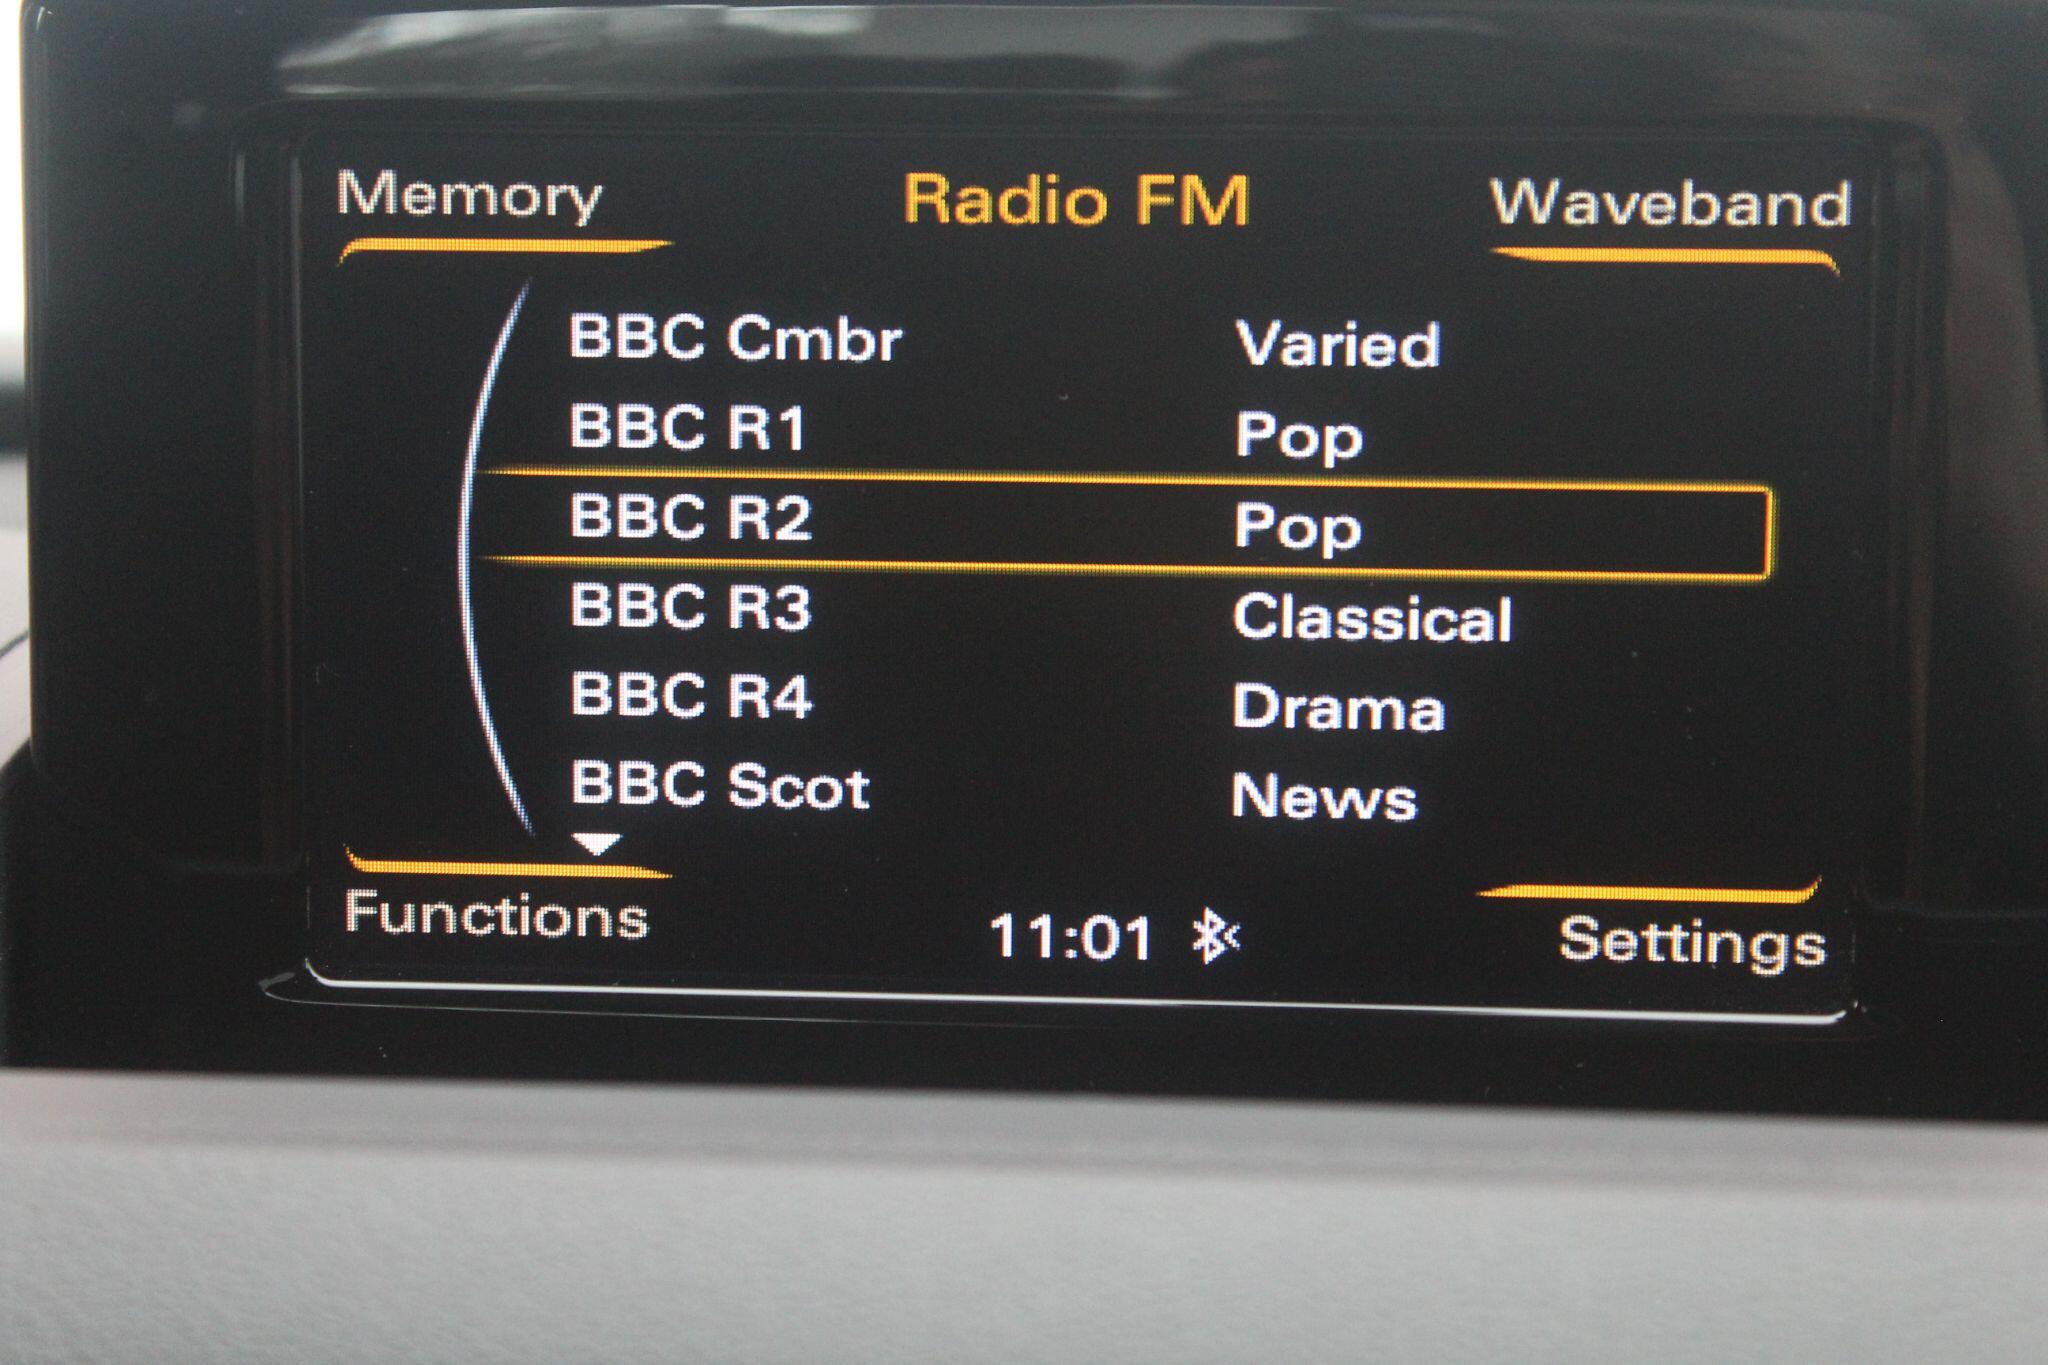 Memory Radio FM Waveband
BBC Cmbr Varied
BBC R1 Pop
BBC R2 Pop
BBC R3 Classical
BBC R4 Drama
BBC Scot News
Functions 11:01 Settings